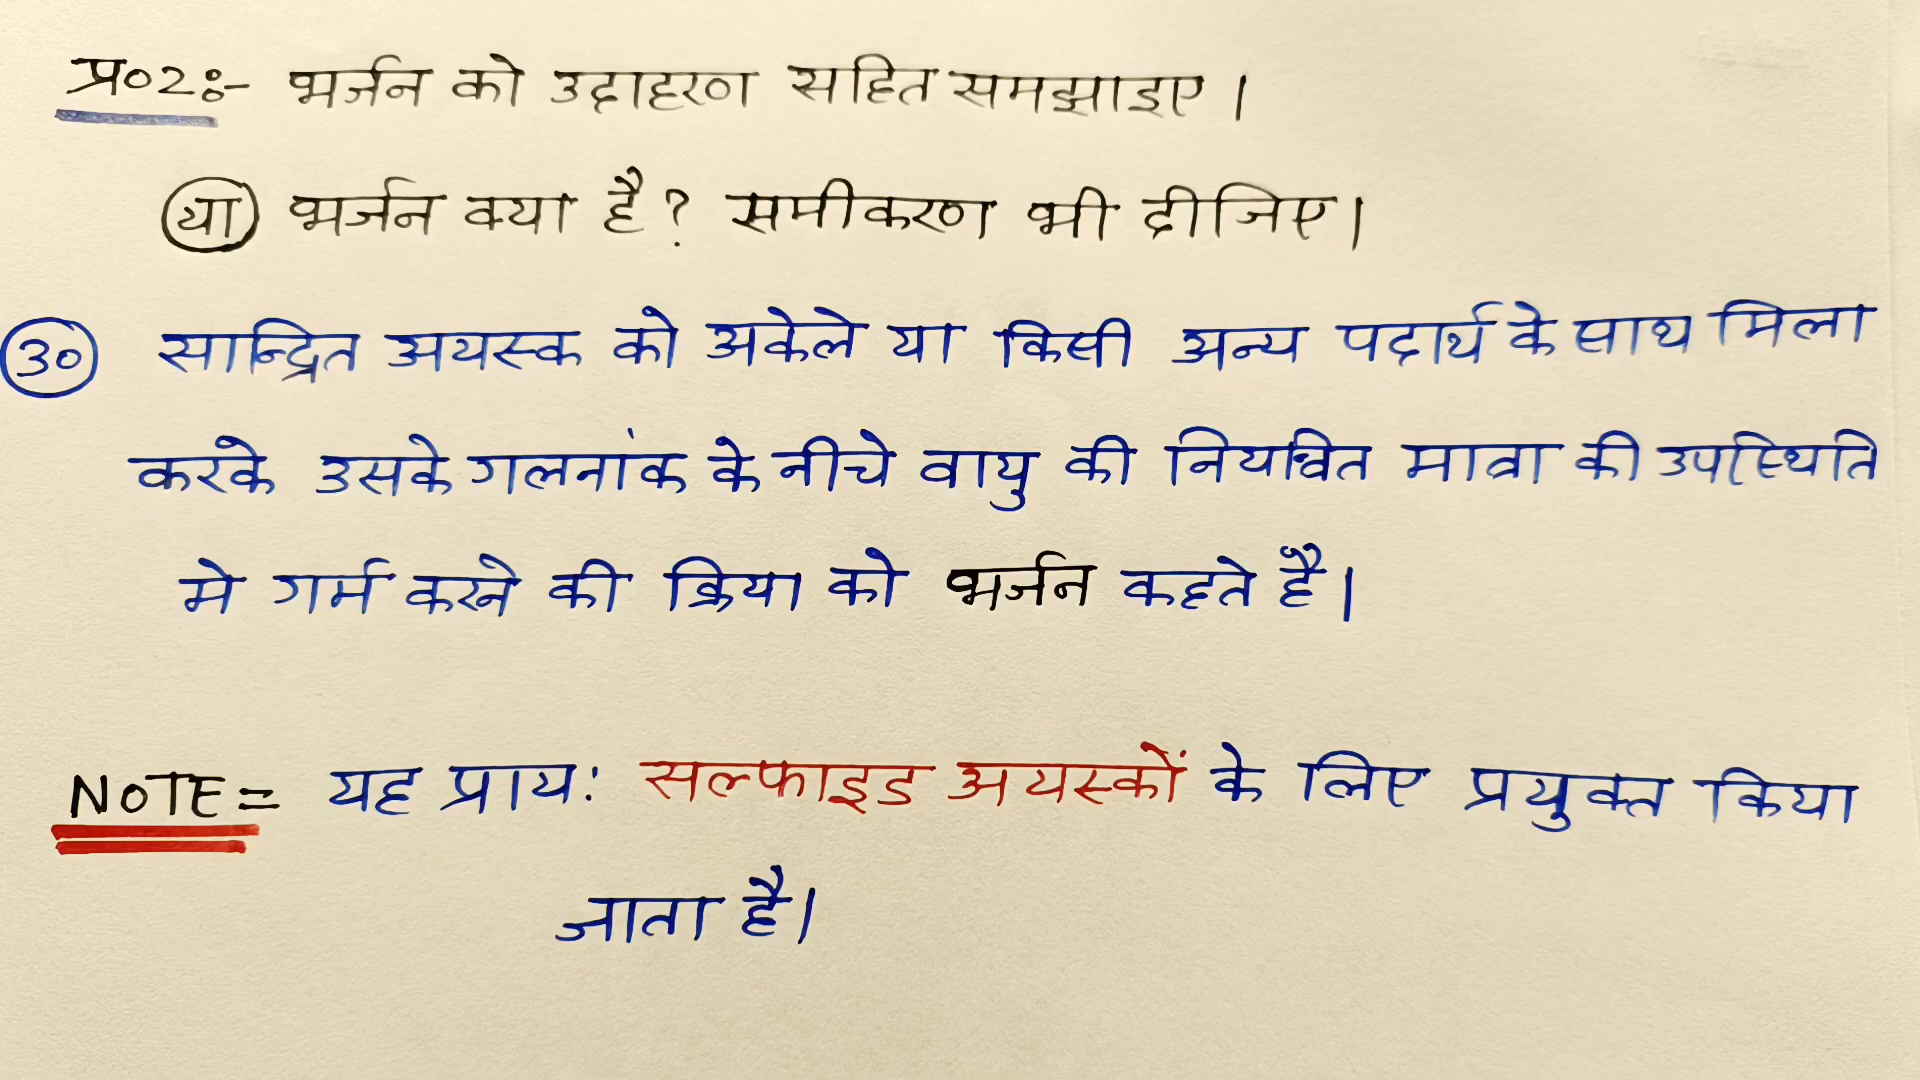 प्र०2ः- भर्जन को उदाहरण सहित समझाइए।
(या) भर्जन क्या है? समीकरण भी दीजिए।
उ० सान्द्रित अयस्क को अकेले या किसी अन्य पदार्थ के साथ मिला
करके उसके गलनांक के नीचे वायु की नियन्त्रित मात्रा की उपस्थिति
मे गर्म करने की क्रिया को भर्जन कहते है।
NOTE= यह प्राय: सल्फाइड अयस्कों के लिए प्रयुक्त किया
जाता है।